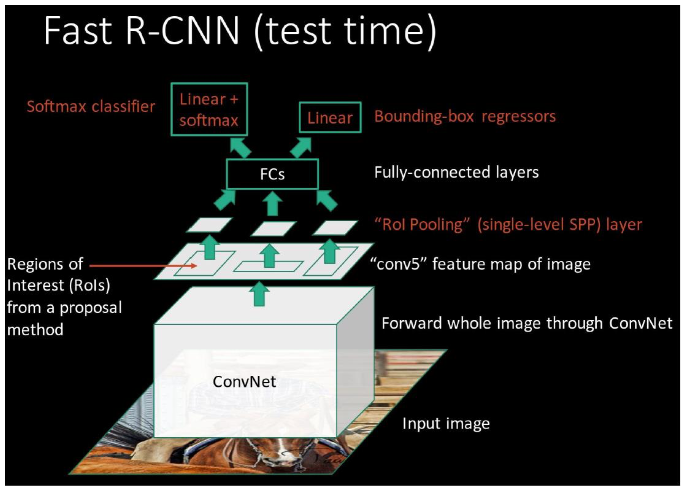 Fast R-CNN (test time)
Softmax classifier
Linear +
softmax
Linear
Bounding-box regressors
FCs
Fully-connected layers
"RoI Pooling" (single-level SPP) layer
Regions of
Interest (RoIs)
from a proposal
method
"conv5" feature map of image
Forward whole image through ConvNet
ConvNet
Input image